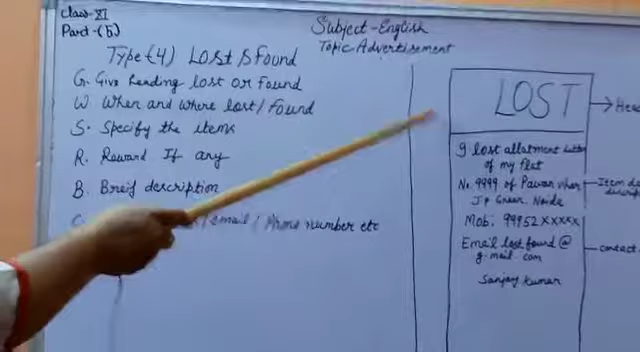 Class-XI
Part-(5)
Subject-English
Topic Advertisement
Type (4) Lost & Found
G. Give heading lost or found
W. When and where lost/found
S. Specify the items
R. Reward If any
B. Breif description
C. /email/Phone number etc
LOST
Head
I lost allotment letter
of my flat
No. 9999 of Pawan vihar
J.p Green. Noida
Item de
Mob: 99952xxxxx
Email lost found @
g-mail.com
contact
Sanjay Kumar